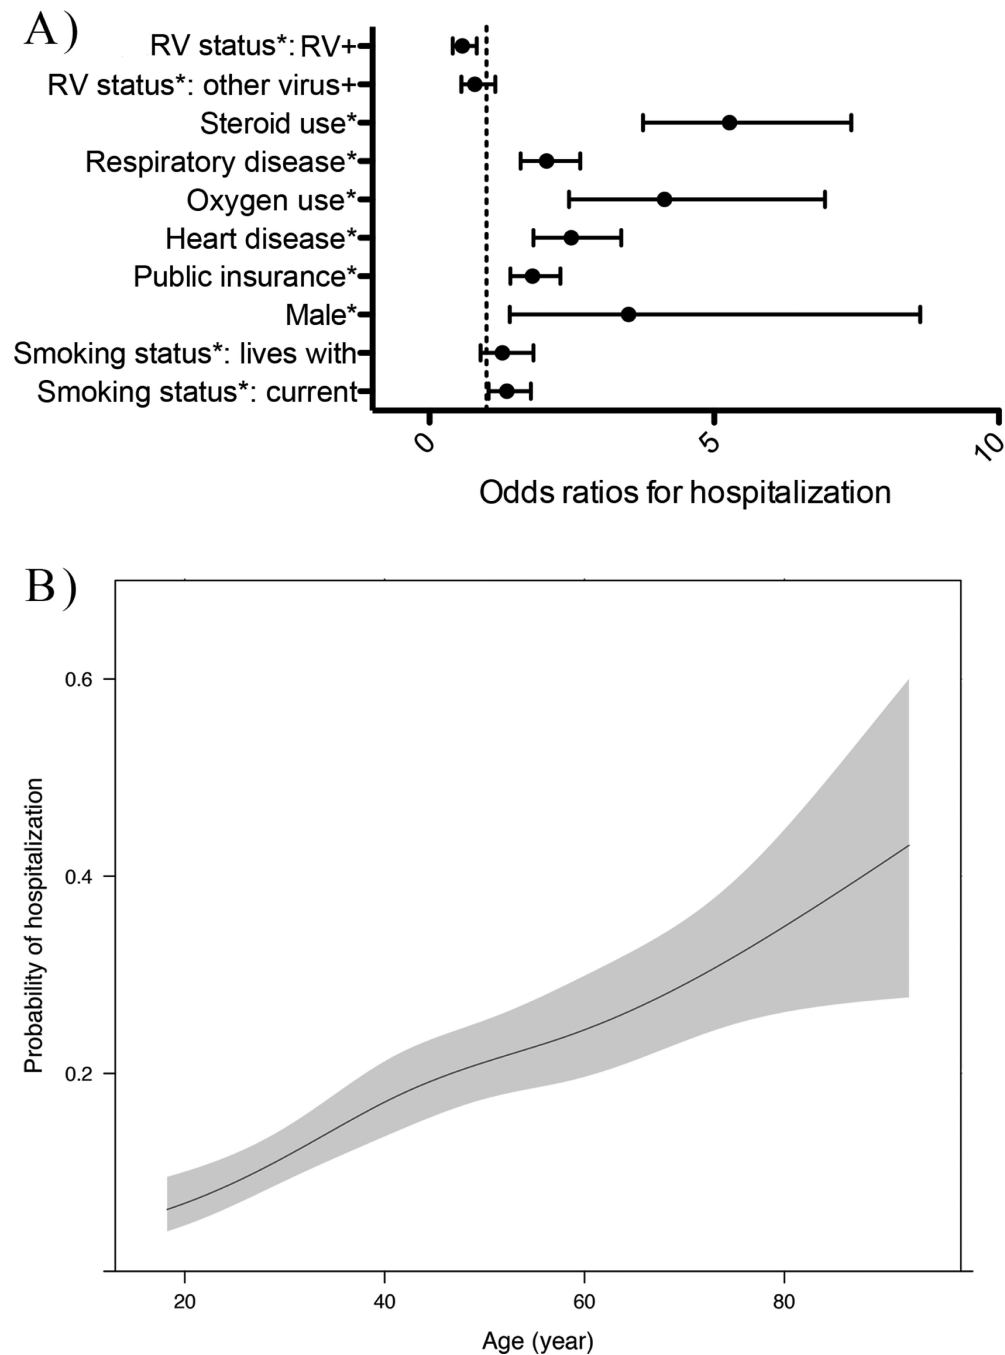 A)
RV status*: RV+
RV status*: other virus+
Steroid use*
Respiratory disease*
Oxygen use*
Heart disease*
Public insurance*
Male*
Smoking status*: lives with
Smoking status*: current
0 5 10
Odds ratios for hospitalization
B)
0.6
0.4
0.2
Probability of hospitalization
20 40 60 80
Age (year)